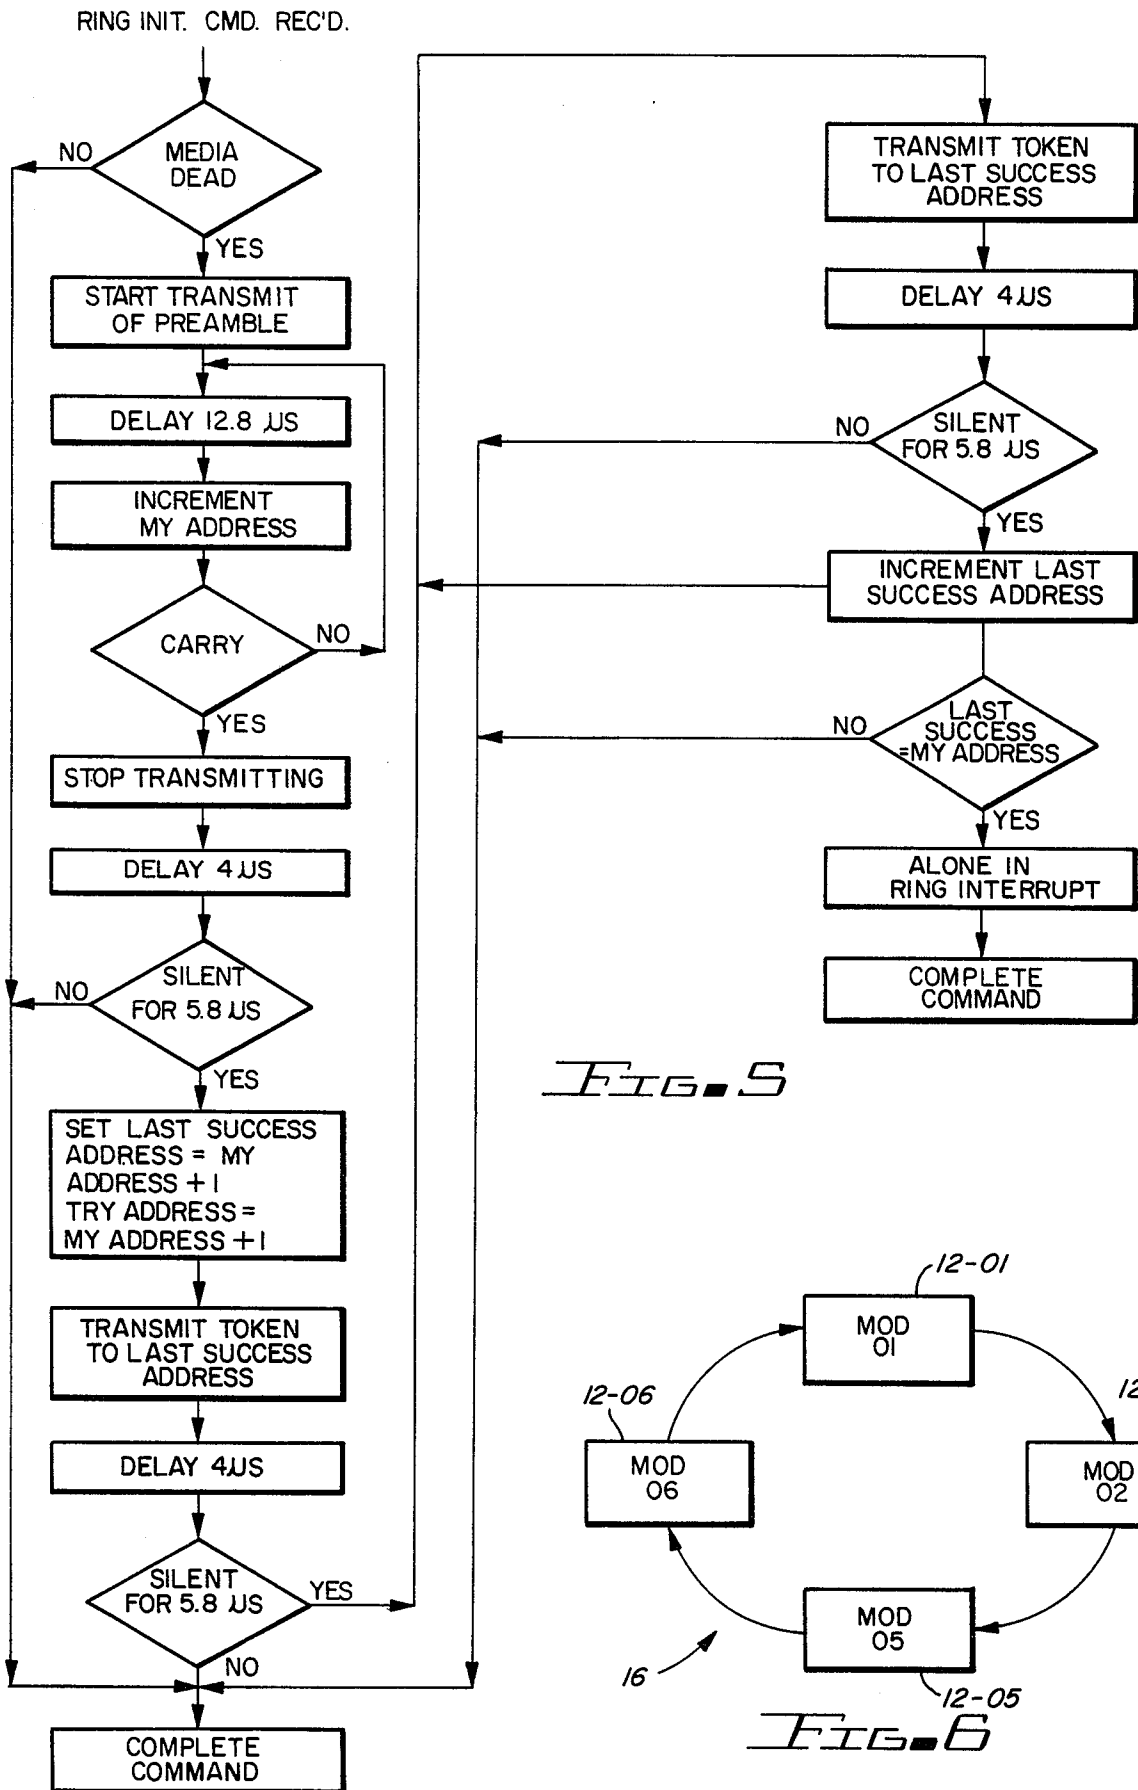 RING INIT. CMD. REC'D.
MEDIA
DEAD
NO
YES
START TRANSMIT
OF PREAMBLE
DELAY 12.8 µS
INCREMENT
MY ADDRESS
CARRY
NO
YES
STOP TRANSMITTING
DELAY 4 µS
SILENT
FOR 5.8 µS
NO
YES
SET LAST SUCCESS
ADDRESS = MY
ADDRESS + 1
TRY ADDRESS =
MY ADDRESS + 1
TRANSMIT TOKEN
TO LAST SUCCESS
ADDRESS
DELAY 4 µS
SILENT
FOR 5.8 µS
YES
NO
COMPLETE
COMMAND
TRANSMIT TOKEN
TO LAST SUCCESS
ADDRESS
DELAY 4 µS
SILENT
FOR 5.8 µS
NO
YES
INCREMENT LAST
SUCCESS ADDRESS
LAST
SUCCESS
=MY ADDRESS
NO
YES
ALONE IN
RING INTERRUPT
COMPLETE
COMMAND
FIG. 5
12-01
MOD
01
12-06
MOD
06
12
MOD
02
MOD
05
12-05
16
FIG. 6